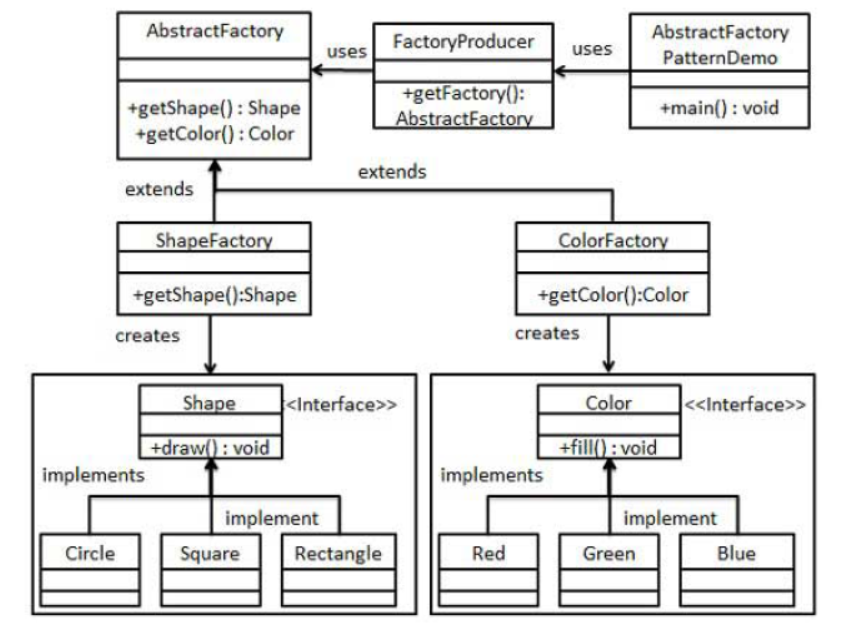 AbstractFactory
+getShape() : Shape
+getColor() : Color
uses
FactoryProducer
+getFactory():
AbstractFactory
uses
AbstractFactory
PatternDemo
+main() : void
extends
extends
ShapeFactory
+getShape():Shape
ColorFactory
+getColor():Color
creates
creates
Shape
<<Interface>>
+draw() : void
implements
implement
Circle
Square
Rectangle
Color
<<Interface>>
+fill() : void
implements
implement
Red
Green
Blue